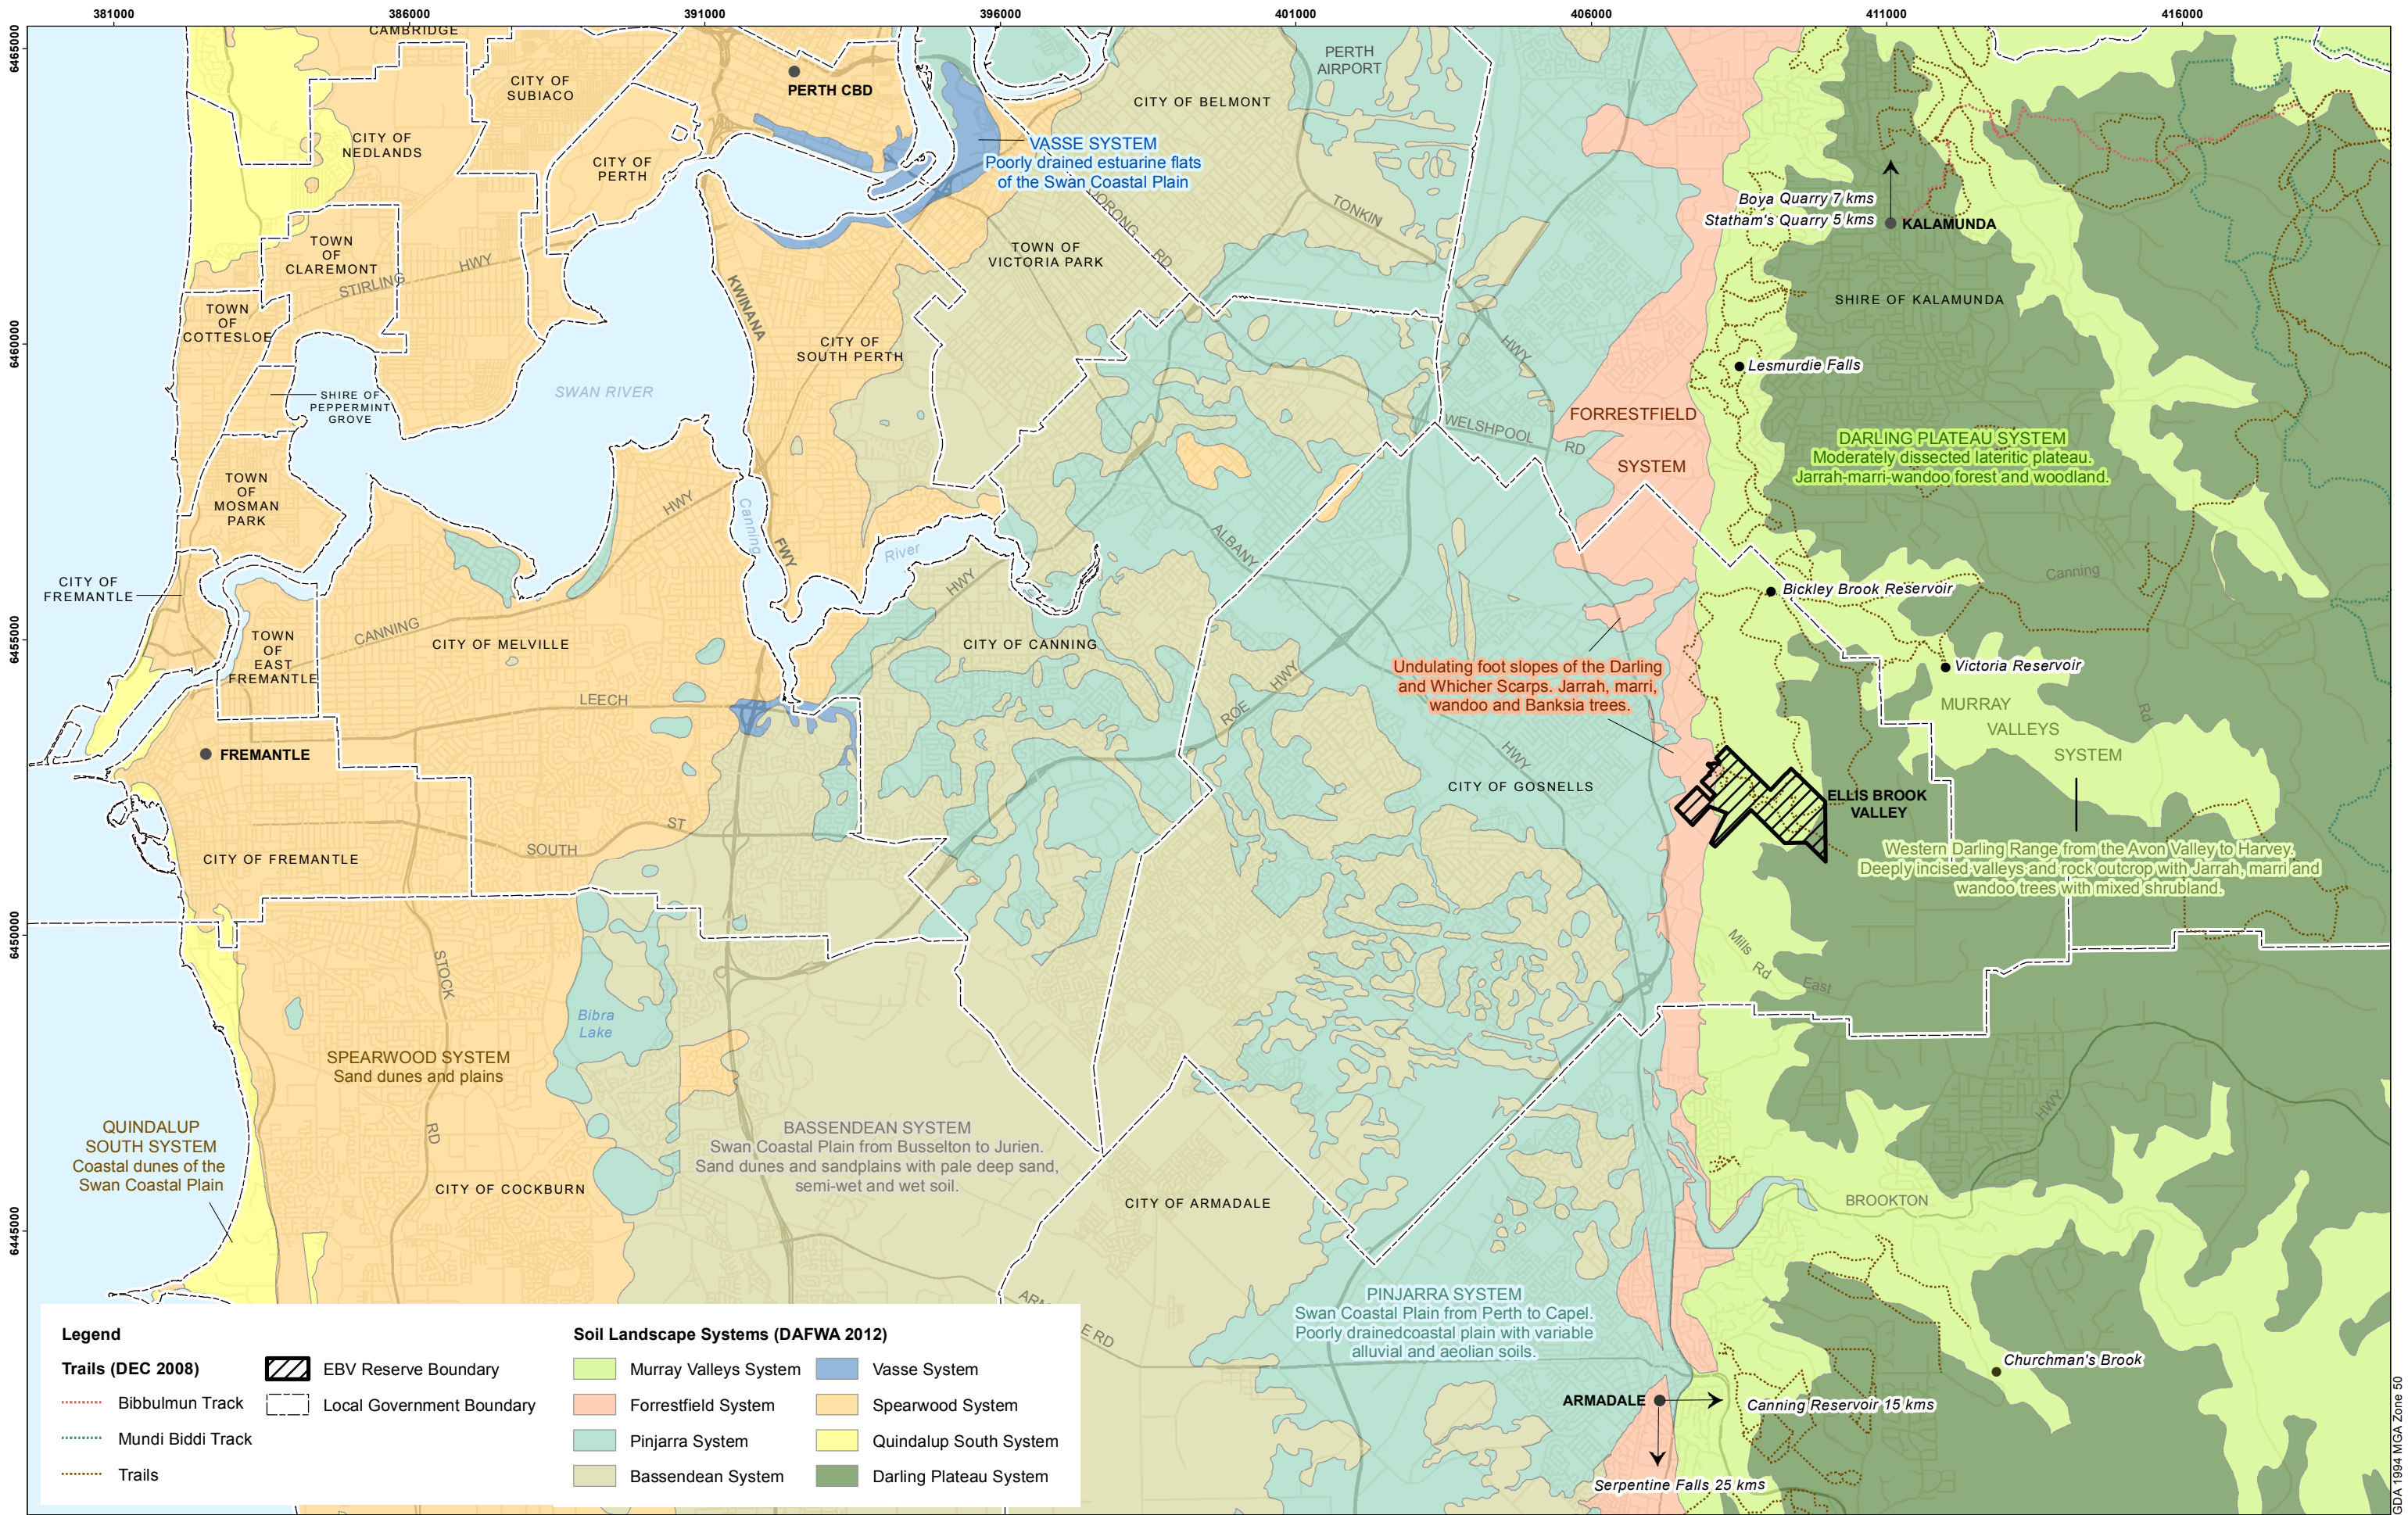 381000
386000
391000
396000
401000
406000
411000
416000
6465000
6460000
6455000
6450000
6445000
CAMBRIDGE
CITY OF
SUBIACO
PERTH CBD
CITY OF
NEDLANDS
CITY OF
PERTH
VASSE SYSTEM
Poorly drained estuarine flats
of the Swan Coastal Plain
CITY OF BELMONT
PERTH
AIRPORT
TONKIN
RD
TOWN OF
VICTORIA PARK
Boya Quarry 7 kms
Statham's Quarry 5 kms
KALAMUNDA
SHIRE OF KALAMUNDA
TOWN
OF
CLAREMONT
STIRLING
HWY
TOWN
OF
COTTESLOE
KWINANA
CITY OF
SOUTH PERTH
HWY
Lesmurdie Falls
SWAN RIVER
SHIRE OF
PEPPERMINT
GROVE
FORRESTFIELD
SYSTEM
WELSHPOOL
RD
DARLING PLATEAU SYSTEM
Moderately dissected lateritic plateau.
Jarrah-marri-wandoo forest and woodland.
TOWN
OF
MOSMAN
PARK
HWY
Canning
River
FWY
ALBANY
HWY
CITY OF
FREMANTLE
Bickley Brook Reservoir
Canning
Rd
TOWN
OF
EAST
FREMANTLE
CANNING
CITY OF MELVILLE
CITY OF CANNING
Victoria Reservoir
Undulating foot slopes of the Darling
and Whicher Scarps. Jarrah, marri,
wandoo and Banksia trees.
LEECH
ROE
HWY
MURRAY
VALLEYS
SYSTEM
FREMANTLE
HWY
CITY OF GOSNELLS
ELLIS BROOK
VALLEY
ST
SOUTH
CITY OF FREMANTLE
Western Darling Range from the Avon Valley to Harvey.
Deeply incised valleys and rock outcrop with Jarrah, marri and
wandoo trees with mixed shrubland.
Mills Rd
East
STOCK
RD
Bibra
Lake
SPEARWOOD SYSTEM
Sand dunes and plains
HWY
QUINDALUP
SOUTH SYSTEM
Coastal dunes of the
Swan Coastal Plain
BASSENDEAN SYSTEM
Swan Coastal Plain from Busselton to Jurien.
Sand dunes and sandplains with pale deep sand,
semi-wet and wet soil.
CITY OF COCKBURN
CITY OF ARMADALE
BROOKTON
PINJARRA SYSTEM
Swan Coastal Plain from Perth to Capel.
Poorly drainedcoastal plain with variable
alluvial and aeolian soils.
E RD
Churchman's Brook
ARMADALE
Canning Reservoir 15 kms
Serpentine Falls 25 kms
Legend
Trails (DEC 2008)
Bibbulmun Track
Mundi Biddi Track
Trails
EBV Reserve Boundary
Local Government Boundary
Soil Landscape Systems (DAFWA 2012)
Murray Valleys System
Forrestfield System
Pinjarra System
Bassendean System
Vasse System
Spearwood System
Quindalup South System
Darling Plateau System
GDA 1994 MGA Zone 50